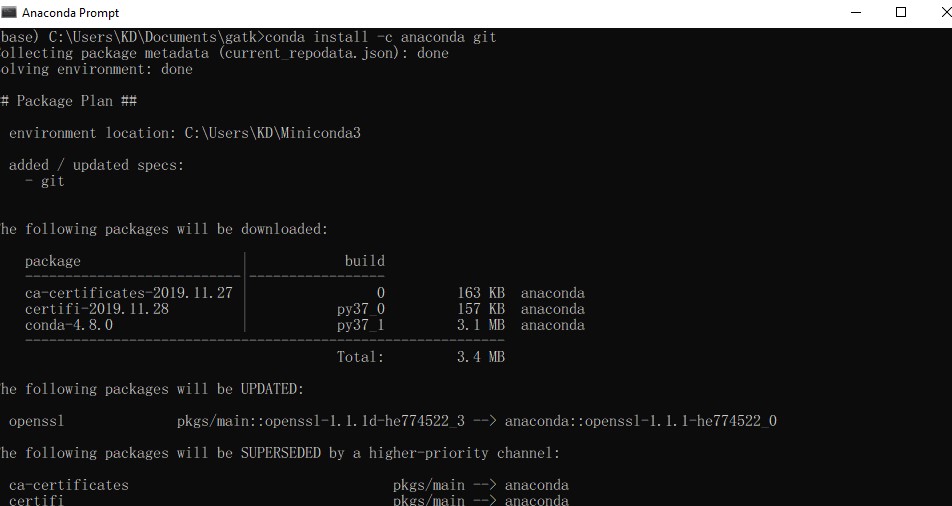 Anaconda Prompt
base) C:\Users\KD\Documents\gatk>conda install -c anaconda git
ollecting package metadata (current_repodata.json): done
olving environment: done
# Package Plan ##
environment location: C:\Users\KD\Miniconda3
added / updated specs:
- git
he following packages will be downloaded:
package | build
---------------------------|-----------------
ca-certificates-2019.11.27 | 0 163 KB anaconda
certifi-2019.11.28 | py37_0 157 KB anaconda
conda-4.8.0 | py37_1 3.1 MB anaconda
------------------------------------------------------------
Total: 3.4 MB
he following packages will be UPDATED:
openssl pkgs/main::openssl-1.1.1d-he774522_3 --> anaconda::openssl-1.1.1-he774522_0
he following packages will be SUPERSEDED by a higher-priority channel:
ca-certificates pkgs/main --> anaconda
certifi pkgs/main --> anaconda